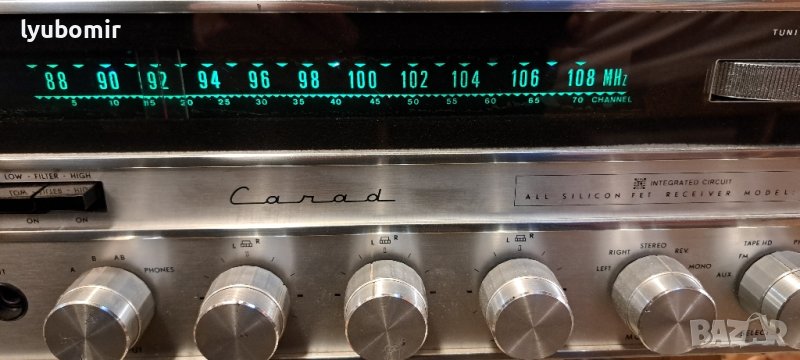 lyubomir
TUNI
88 90 92 94 96 98 100 102 104 106 108 MHz
5 10 15 20 25 30 35 40 45 50 55 60 65 70 CHANNEL
LOW - FILTER - HIGH
ON ON
Carad
INTEGRATED CIRCUIT
ALL SILICON FET RECEIVER MODEL:
A B AB PHONES
L R
L R
L R
LEFT RIGHT STEREO REV. MONO
AUX FM TAPE HD
BAZAR